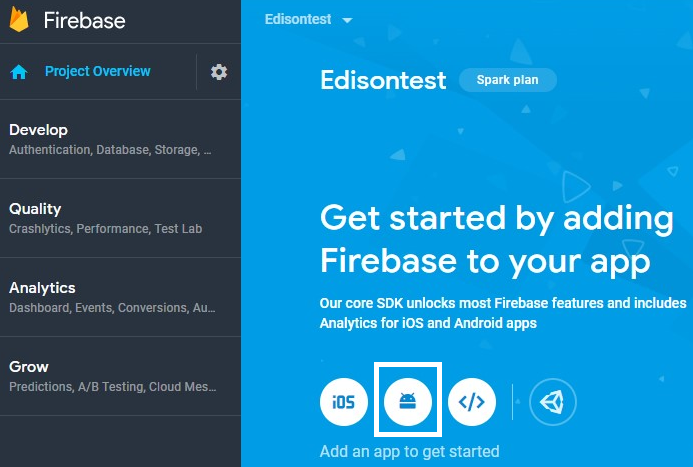 Firebase
Project Overview
Develop
Authentication, Database, Storage, ...
Quality
Crashlytics, Performance, Test Lab
Analytics
Dashboard, Events, Conversions, Au...
Grow
Predictions, A/B Testing, Cloud Mes...
Edisontest
Edisontest Spark plan
Get started by adding
Firebase to your app
Our core SDK unlocks most Firebase features and includes
Analytics for iOS and Android apps
iOS </>
Add an app to get started